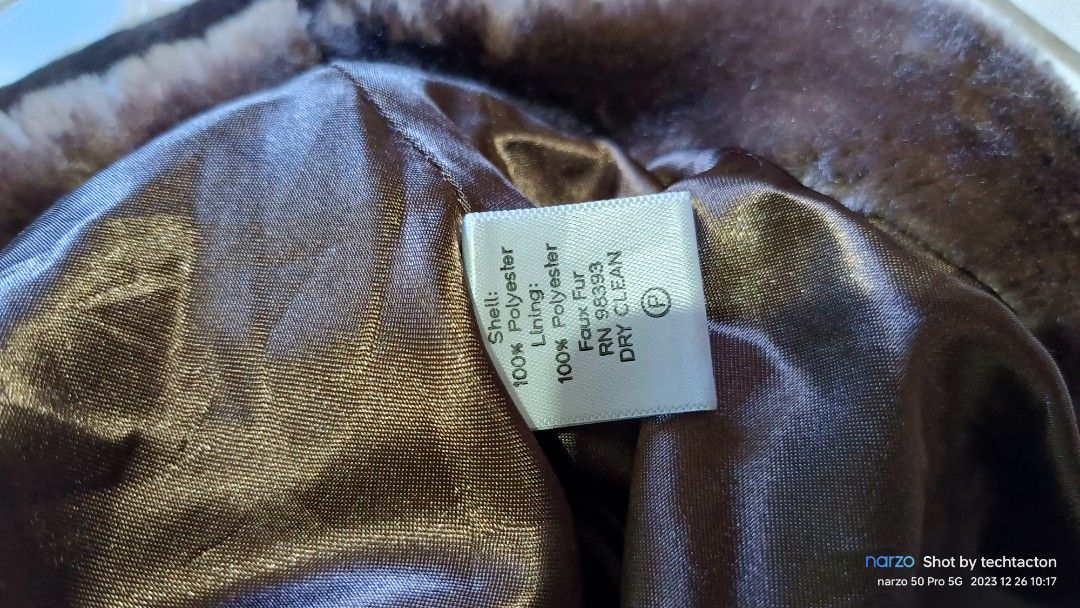 Shell:
100% Polyester
Lining:
100% Polyester
Faux Fur
RN 96393
DRY CLEAN
P
narzo Shot by techtacton
narzo 50 Pro 5G 2023 12 26 10:17